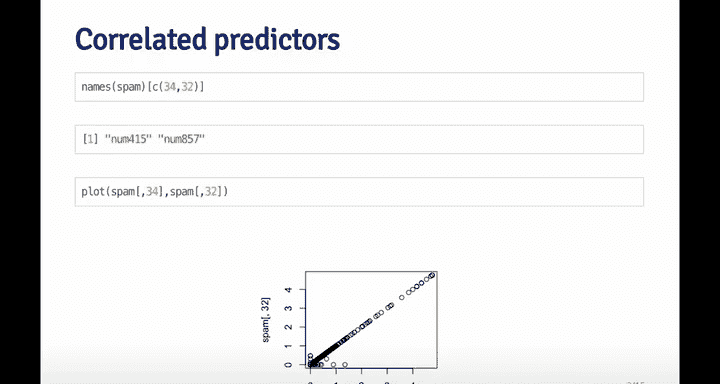 Correlated predictors
names(spam)[c(34,32)]
[1] "num415" "num857"
plot(spam[,34],spam[,32])
4
3
2
1
0
spam[, 32]